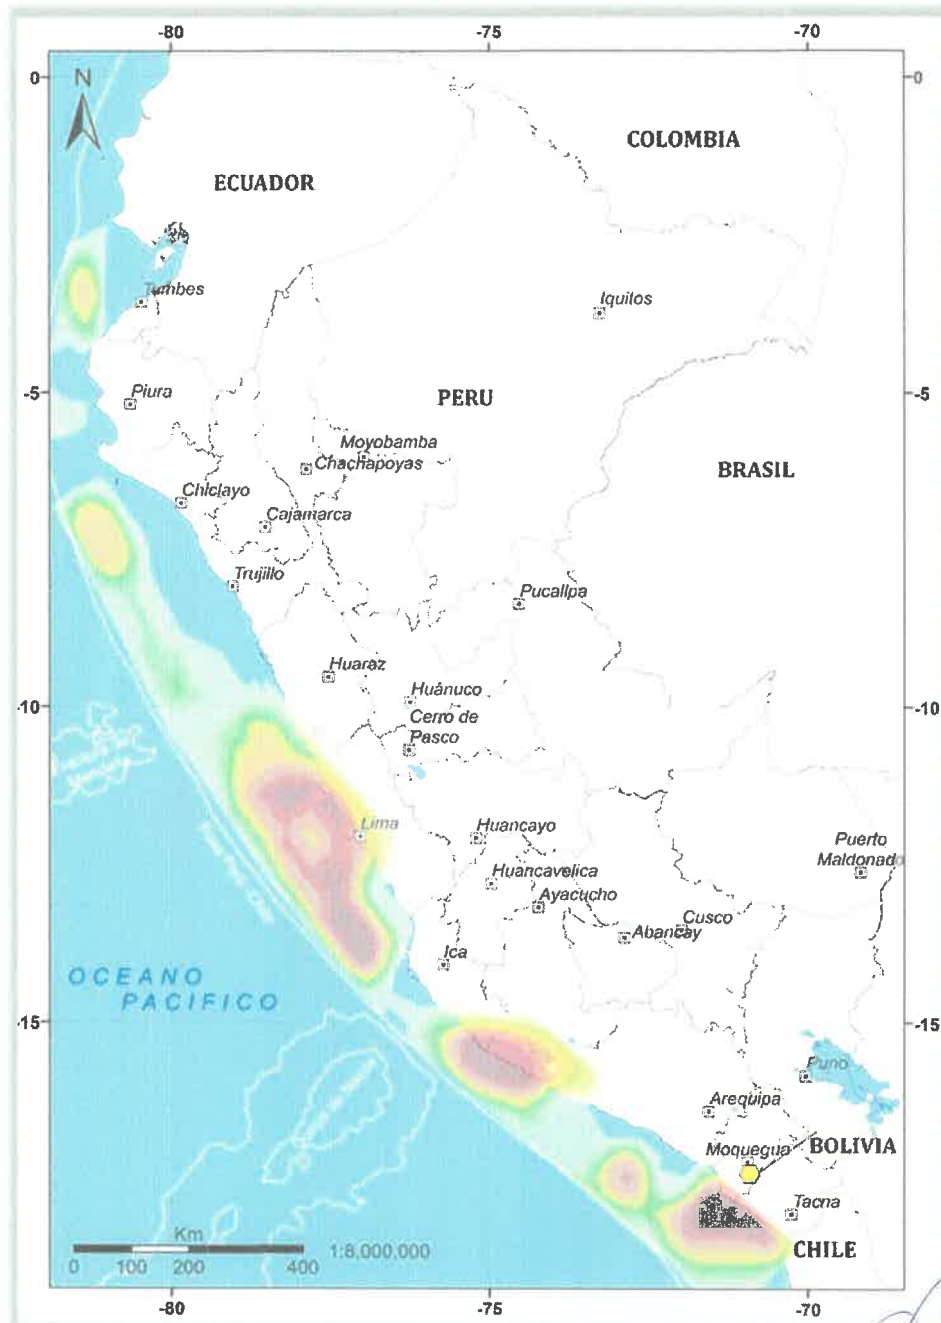 -80 -75 -70
0 0
N
COLOMBIA
ECUADOR
Tumbes
Iquitos
-5 -5
Piura
PERU
Moyobamba
Chachapoyas
BRASIL
Chiclayo
Cajamarca
Trujillo
Pucallpa
Huaraz
Huánuco
-10 -10
Cerro de
Pasco
Lima
Huancayo
Puerto
Maldonado
Huancavelica
Ayacucho
Cusco
Abancay
Ica
OCEANO
PACIFICO
-15 -15
Puno
Arequipa
Moquegua
BOLIVIA
Tacna
Km
0 100 200 400
1:8.000.000
CHILE
-80 -75 -70